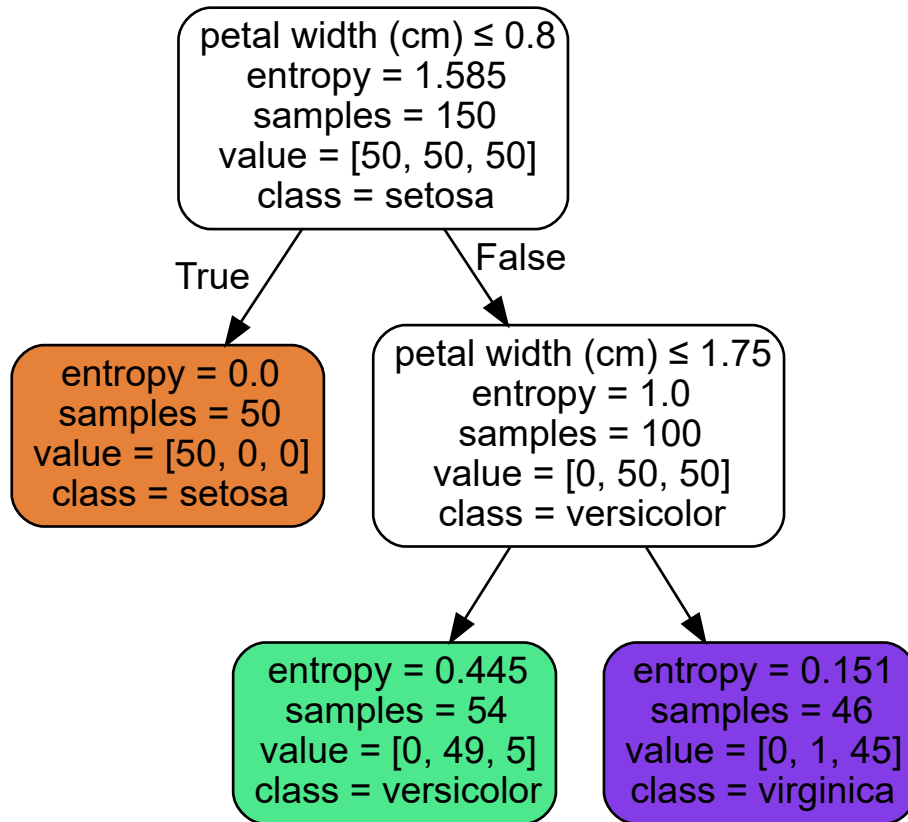 petal width (cm) ≤ 0.8
entropy = 1.585
samples = 150
value = [50, 50, 50]
class = setosa
True
False
entropy = 0.0
samples = 50
value = [50, 0, 0]
class = setosa
petal width (cm) ≤ 1.75
entropy = 1.0
samples = 100
value = [0, 50, 50]
class = versicolor
entropy = 0.445
samples = 54
value = [0, 49, 5]
class = versicolor
entropy = 0.151
samples = 46
value = [0, 1, 45]
class = virginica